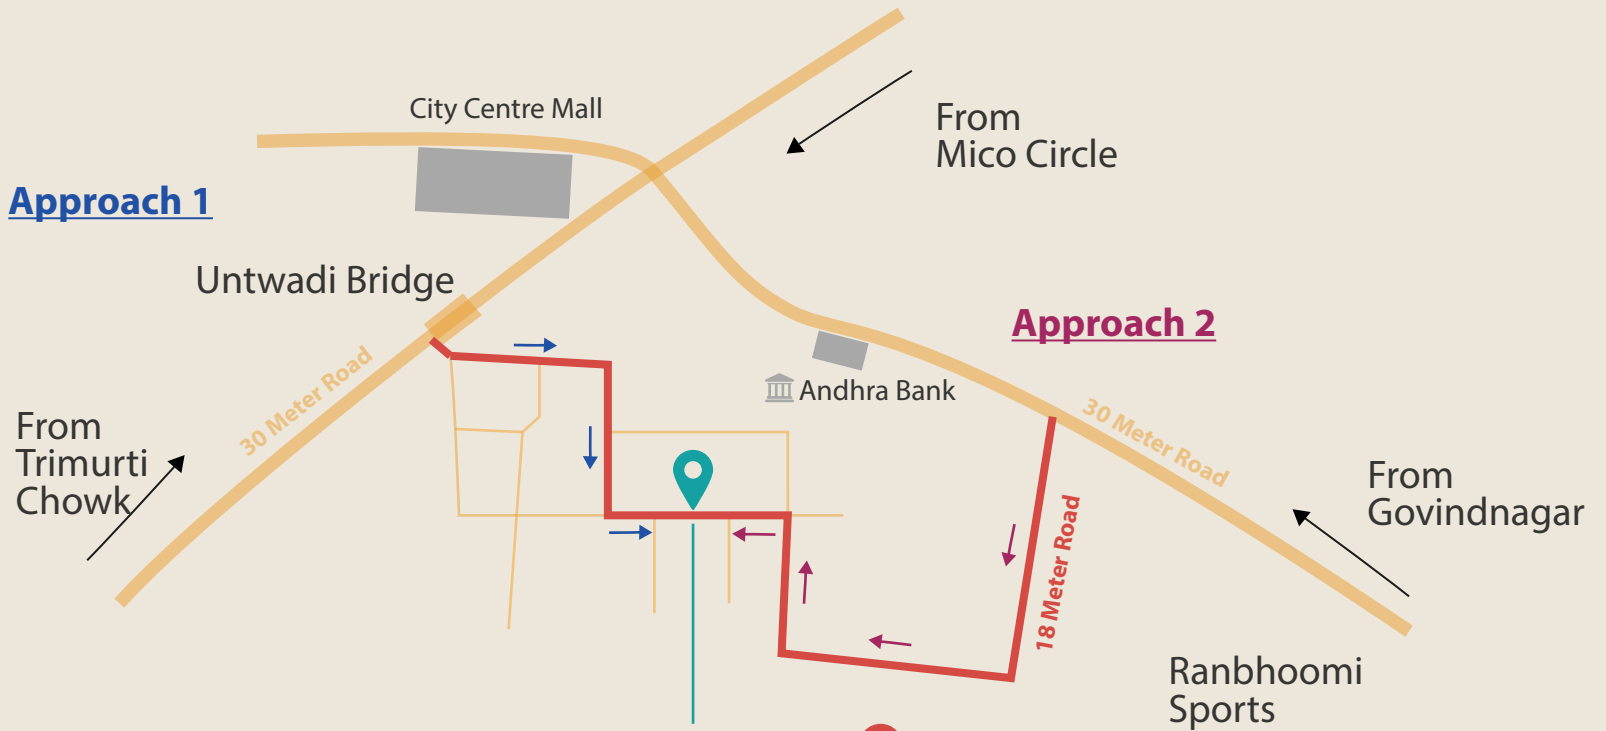 City Centre Mall
From
Mico Circle
Approach 1
Untwadi Bridge
Approach 2
30 Meter Road
Andhra Bank
30 Meter Road
From
Trimurti
Chowk
From
Govindnagar
18 Meter Road
Ranbhoomi
Sports